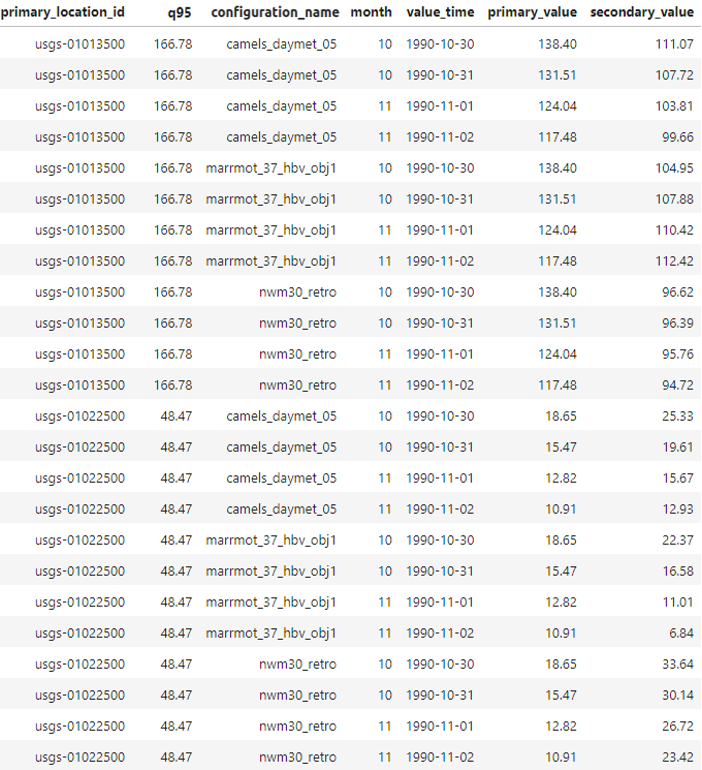 primary_location_id q95 configuration_name month value_time primary_value secondary_value
usgs-01013500 166.78 camels_daymet_05 10 1990-10-30 138.40 111.07
usgs-01013500 166.78 camels_daymet_05 10 1990-10-31 131.51 107.72
usgs-01013500 166.78 camels_daymet_05 11 1990-11-01 124.04 103.81
usgs-01013500 166.78 camels_daymet_05 11 1990-11-02 117.48 99.66
usgs-01013500 166.78 marrmot_37_hbv_obj1 10 1990-10-30 138.40 104.95
usgs-01013500 166.78 marrmot_37_hbv_obj1 10 1990-10-31 131.51 107.88
usgs-01013500 166.78 marrmot_37_hbv_obj1 11 1990-11-01 124.04 110.42
usgs-01013500 166.78 marrmot_37_hbv_obj1 11 1990-11-02 117.48 112.42
usgs-01013500 166.78 nwm30_retro 10 1990-10-30 138.40 96.62
usgs-01013500 166.78 nwm30_retro 10 1990-10-31 131.51 96.39
usgs-01013500 166.78 nwm30_retro 11 1990-11-01 124.04 95.76
usgs-01013500 166.78 nwm30_retro 11 1990-11-02 117.48 94.72
usgs-01022500 48.47 camels_daymet_05 10 1990-10-30 18.65 25.33
usgs-01022500 48.47 camels_daymet_05 10 1990-10-31 15.47 19.61
usgs-01022500 48.47 camels_daymet_05 11 1990-11-01 12.82 15.67
usgs-01022500 48.47 camels_daymet_05 11 1990-11-02 10.91 12.93
usgs-01022500 48.47 marrmot_37_hbv_obj1 10 1990-10-30 18.65 22.37
usgs-01022500 48.47 marrmot_37_hbv_obj1 10 1990-10-31 15.47 16.58
usgs-01022500 48.47 marrmot_37_hbv_obj1 11 1990-11-01 12.82 11.01
usgs-01022500 48.47 marrmot_37_hbv_obj1 11 1990-11-02 10.91 6.84
usgs-01022500 48.47 nwm30_retro 10 1990-10-30 18.65 33.64
usgs-01022500 48.47 nwm30_retro 10 1990-10-31 15.47 30.14
usgs-01022500 48.47 nwm30_retro 11 1990-11-01 12.82 26.72
usgs-01022500 48.47 nwm30_retro 11 1990-11-02 10.91 23.42